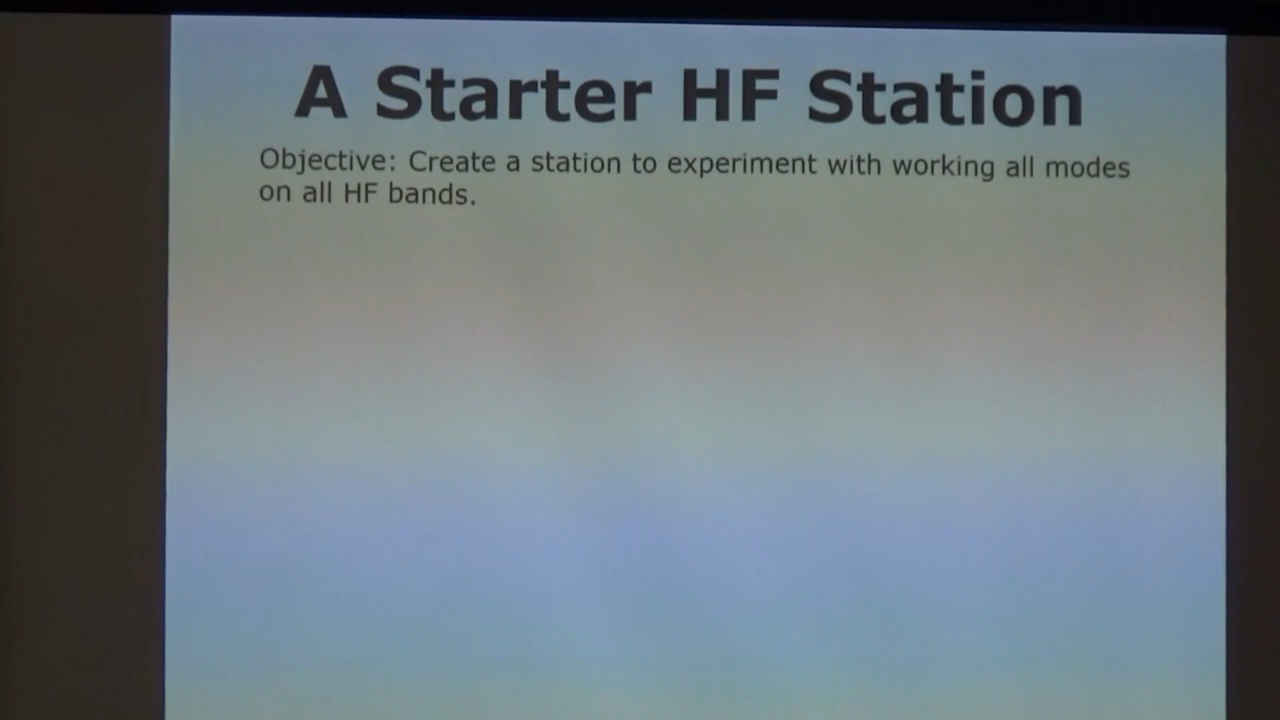 A Starter HF Station
Objective: Create a station to experiment with working all modes
on all HF bands.